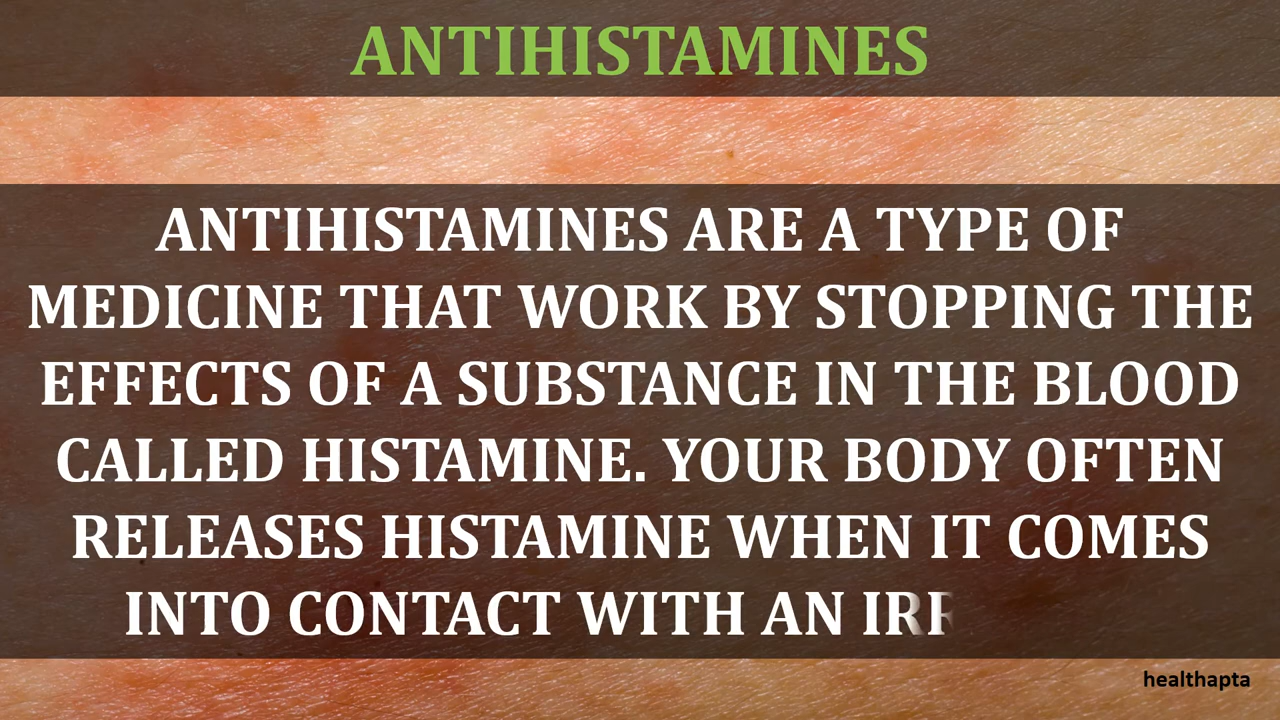 ANTIHISTAMINES
ANTIHISTAMINES ARE A TYPE OF
MEDICINE THAT WORK BY STOPPING THE
EFFECTS OF A SUBSTANCE IN THE BLOOD
CALLED HISTAMINE. YOUR BODY OFTEN
RELEASES HISTAMINE WHEN IT COMES
INTO CONTACT WITH AN
healthapta